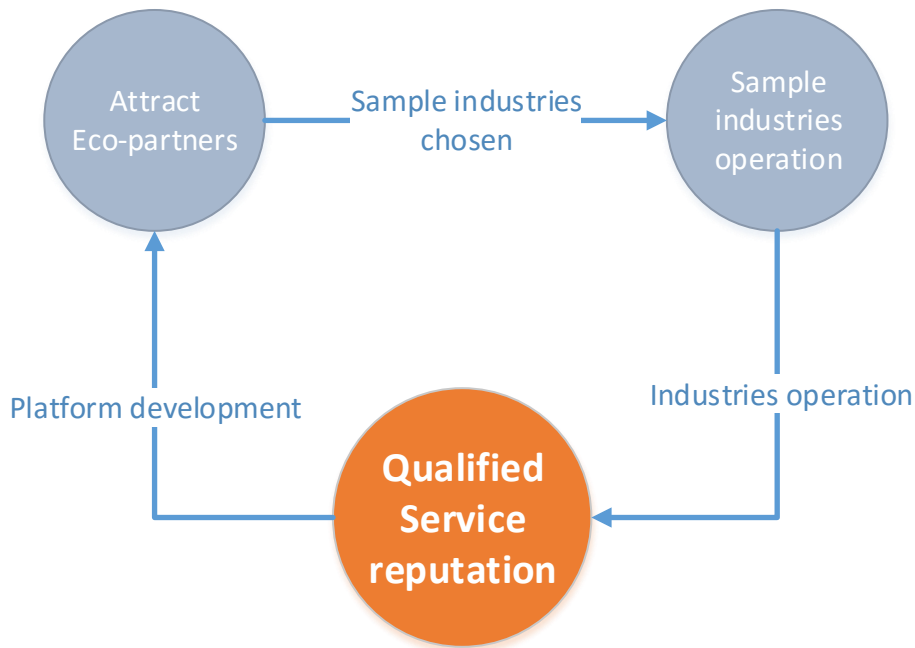 Attract
Eco-partners
Sample industries
chosen
Sample
industries
operation
Platform development
Industries operation
Qualified
Service
reputation